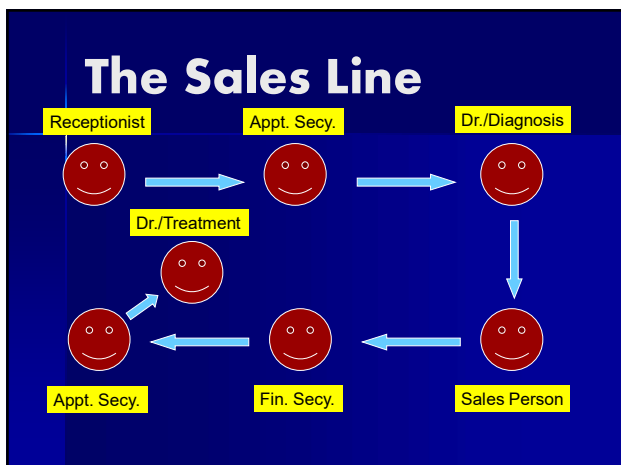 The Sales Line
Receptionist
Appt. Secy.
Dr./Diagnosis
Dr./Treatment
Appt. Secy.
Fin. Secy.
Sales Person